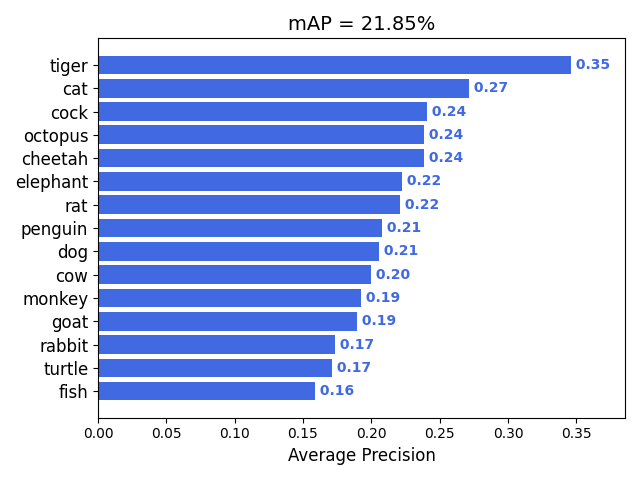 mAP = 21.85%
tiger 0.35
cat 0.27
cock 0.24
octopus 0.24
cheetah 0.24
elephant 0.22
rat 0.22
penguin 0.21
dog 0.21
cow 0.20
monkey 0.19
goat 0.19
rabbit 0.17
turtle 0.17
fish 0.16
0.00 0.05 0.10 0.15 0.20 0.25 0.30 0.35
Average Precision